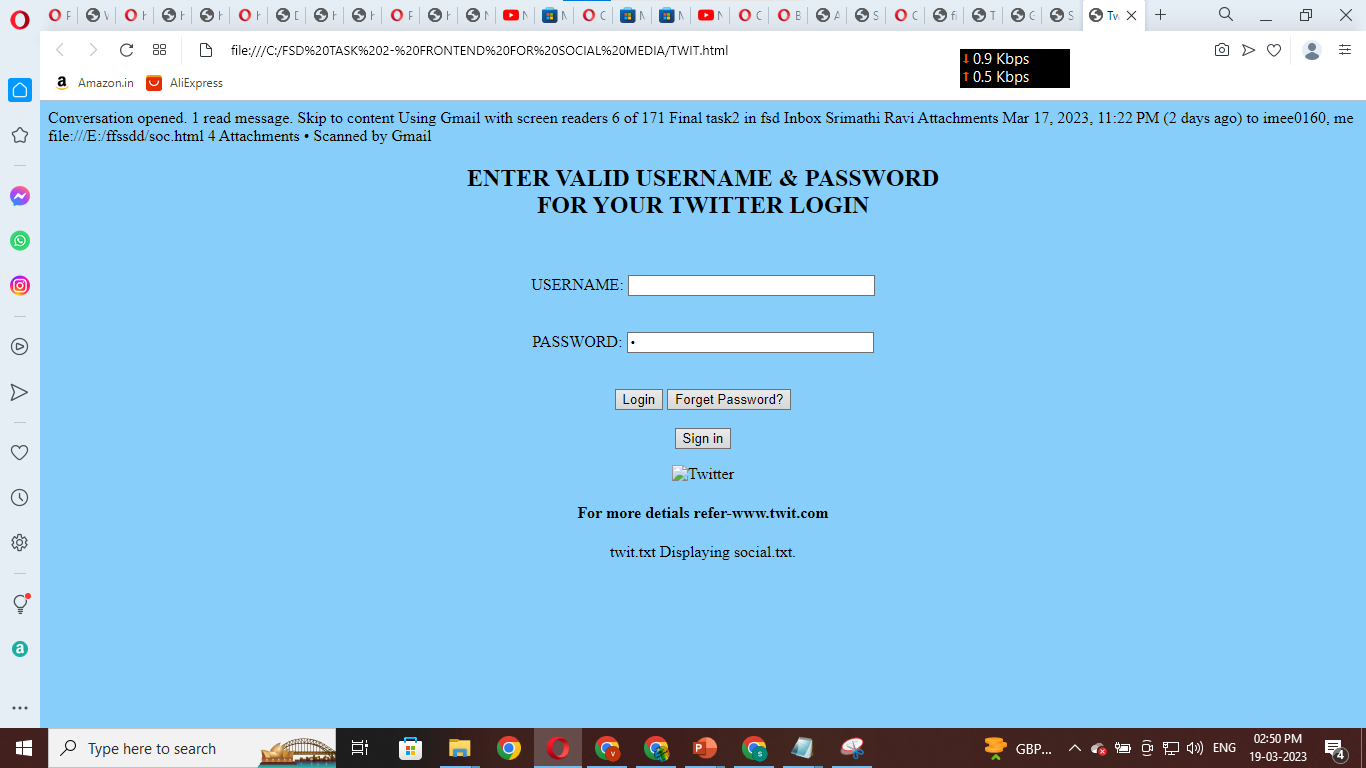 file:///C:/FSD%20TASK%202-%20FRONTEND%20FOR%20SOCIAL%20MEDIA/TWIT.html
0.9 Kbps
0.5 Kbps
Amazon.in
AliExpress
Conversation opened. 1 read message. Skip to content Using Gmail with screen readers 6 of 171 Final task2 in fsd Inbox Srimathi Ravi Attachments Mar 17, 2023, 11:22 PM (2 days ago) to imee0160, me
file:///E:/ffssdd/soc.html 4 Attachments • Scanned by Gmail
ENTER VALID USERNAME & PASSWORD
FOR YOUR TWITTER LOGIN
USERNAME:
PASSWORD:
Login Forget Password?
Sign in
Twitter
For more detials refer-www.twit.com
twit.txt Displaying social.txt.
Type here to search
GBP...
ENG
02:50 PM
19-03-2023
4